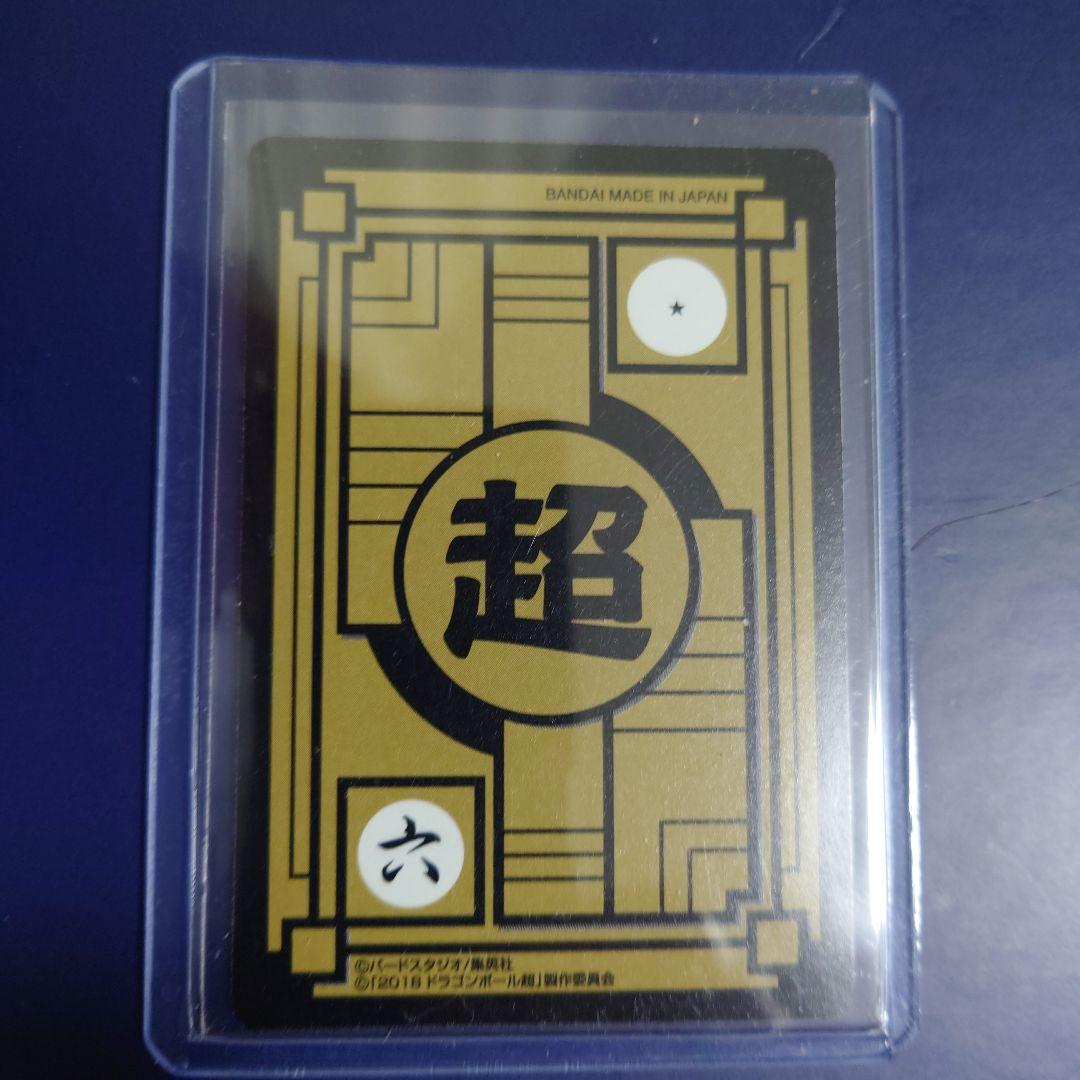 BANDAI MADE IN JAPAN
★
超
六
©バードスタジオ/集英社
©「2018 ドラゴンボール超」製作委員会